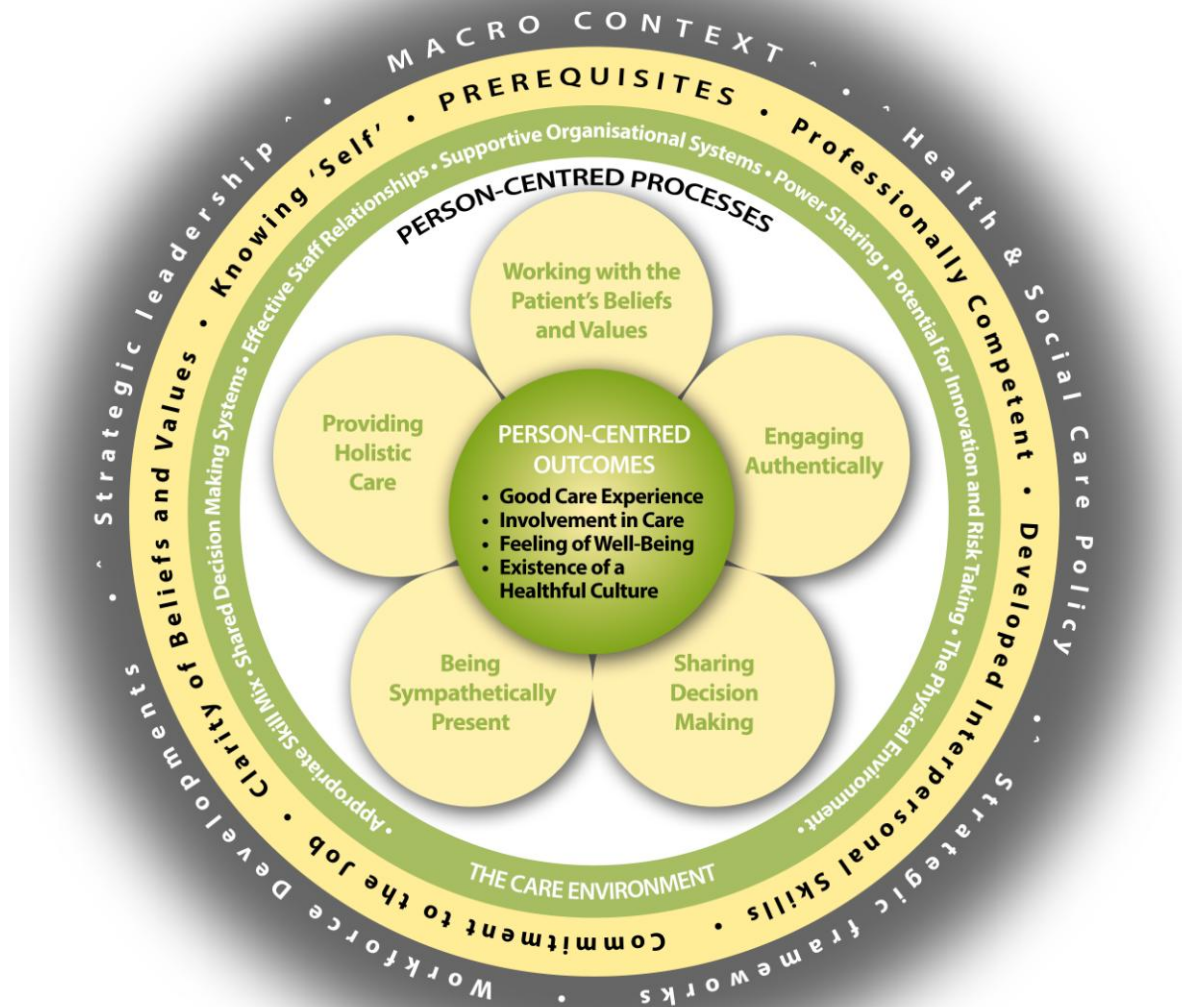 MACRO CONTEXT
Health & Social Care Policy
Strategic frameworks
Workforce Developments
Strategic leadership
PREREQUISITES • Professionally Competent • Developed Interpersonal Skills • Commitment to the Job • Clarity of Beliefs and Values • Knowing 'Self' •
• Appropriate Skill Mix • Shared Decision Making Systems • Effective Staff Relationships • Supportive Organisational Systems • Power Sharing • Potential for Innovation and Risk Taking • The Physical Environment •
THE CARE ENVIRONMENT
PERSON-CENTRED PROCESSES
Working with the
Patient's Beliefs
and Values
Engaging
Authentically
Sharing
Decision
Making
Being
Sympathetically
Present
Providing
Holistic
Care
PERSON-CENTRED
OUTCOMES
• Good Care Experience
• Involvement in Care
• Feeling of Well-Being
• Existence of a
Healthful Culture